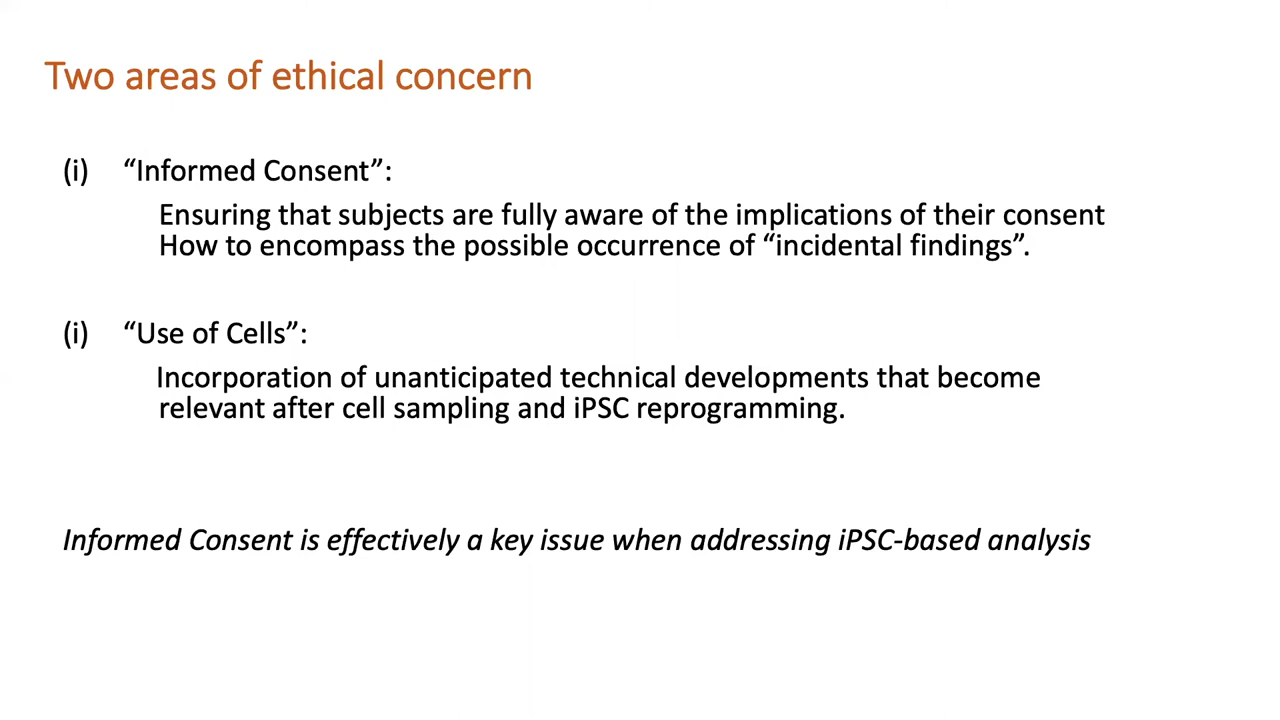 Two areas of ethical concern
(i) “Informed Consent”:
Ensuring that subjects are fully aware of the implications of their consent
How to encompass the possible occurrence of “incidental findings”.
(i) “Use of Cells”:
Incorporation of unanticipated technical developments that become
relevant after cell sampling and iPSC reprogramming.
Informed Consent is effectively a key issue when addressing iPSC-based analysis